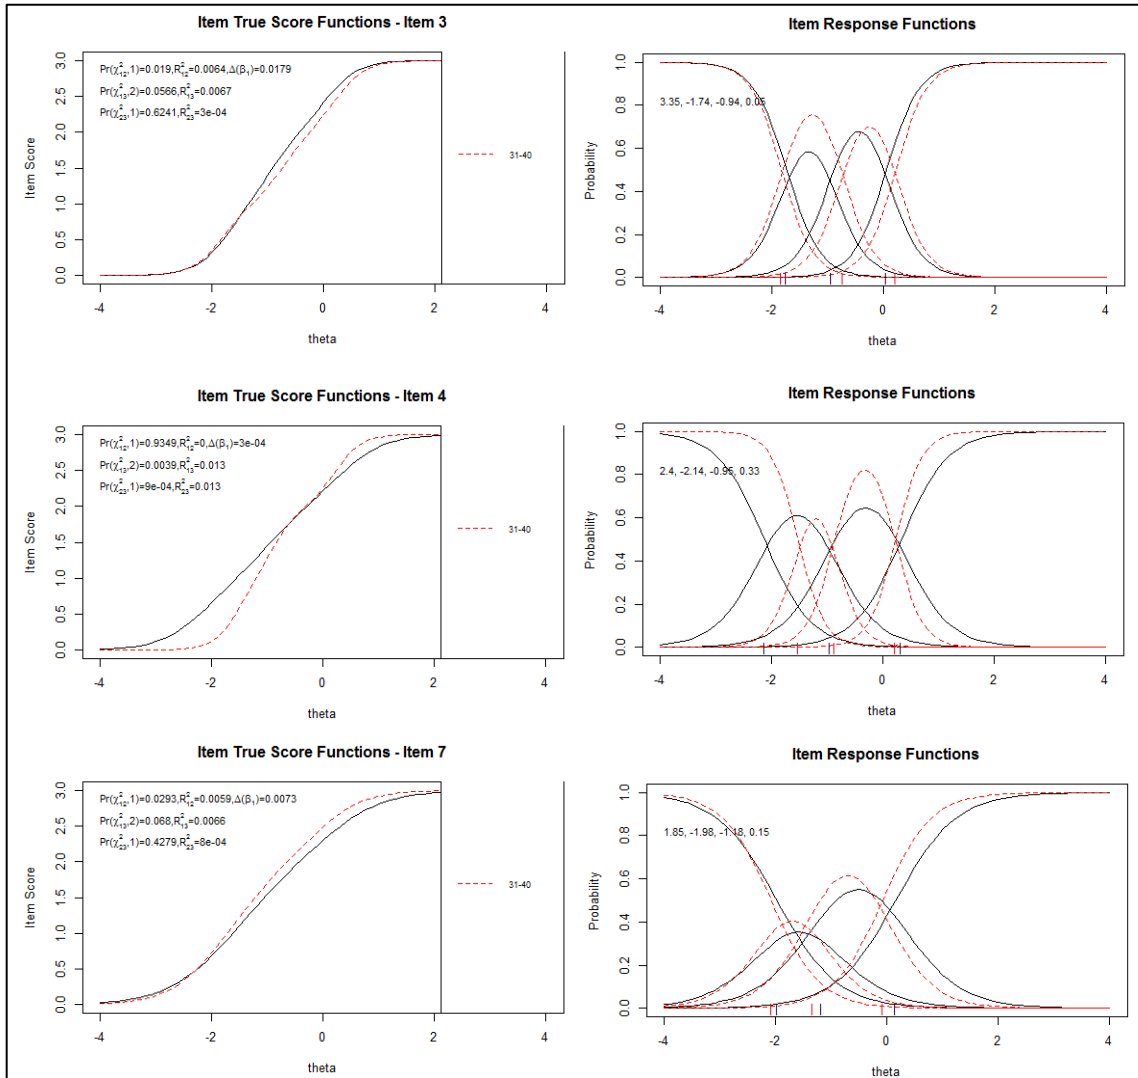 Item True Score Functions - Item 3
Pr(χ²₁₂,1)=0.019,R²₁₂=0.0064,Δ(β₁)=0.0179
Pr(χ²₁₃,2)=0.0566,R²₁₃=0.0067
Pr(χ²₂₃,1)=0.6241,R²₂₃=3e-04
31-40
Item Score
0.0 0.5 1.0 1.5 2.0 2.5 3.0
-4 -2 0 2 4
theta
Item Response Functions
3.35, -1.74, -0.94, 0.05
Probability
0.0 0.2 0.4 0.6 0.8 1.0
-4 -2 0 2 4
theta
Item True Score Functions - Item 4
Pr(χ²₁₂,1)=0.9349,R²₁₂=0,Δ(β₁)=3e-04
Pr(χ²₁₃,2)=0.0039,R²₁₃=0.013
Pr(χ²₂₃,1)=9e-04,R²₂₃=0.013
31-40
Item Score
0.0 0.5 1.0 1.5 2.0 2.5 3.0
-4 -2 0 2 4
theta
Item Response Functions
2.4, -2.14, -0.95, 0.33
Probability
0.0 0.2 0.4 0.6 0.8 1.0
-4 -2 0 2 4
theta
Item True Score Functions - Item 7
Pr(χ²₁₂,1)=0.0293,R²₁₂=0.0059,Δ(β₁)=0.0073
Pr(χ²₁₃,2)=0.068,R²₁₃=0.0066
Pr(χ²₂₃,1)=0.4279,R²₂₃=8e-04
31-40
Item Score
0.0 0.5 1.0 1.5 2.0 2.5 3.0
-4 -2 0 2 4
theta
Item Response Functions
1.85, -1.98, -1.18, 0.15
Probability
0.0 0.2 0.4 0.6 0.8 1.0
-4 -2 0 2 4
theta